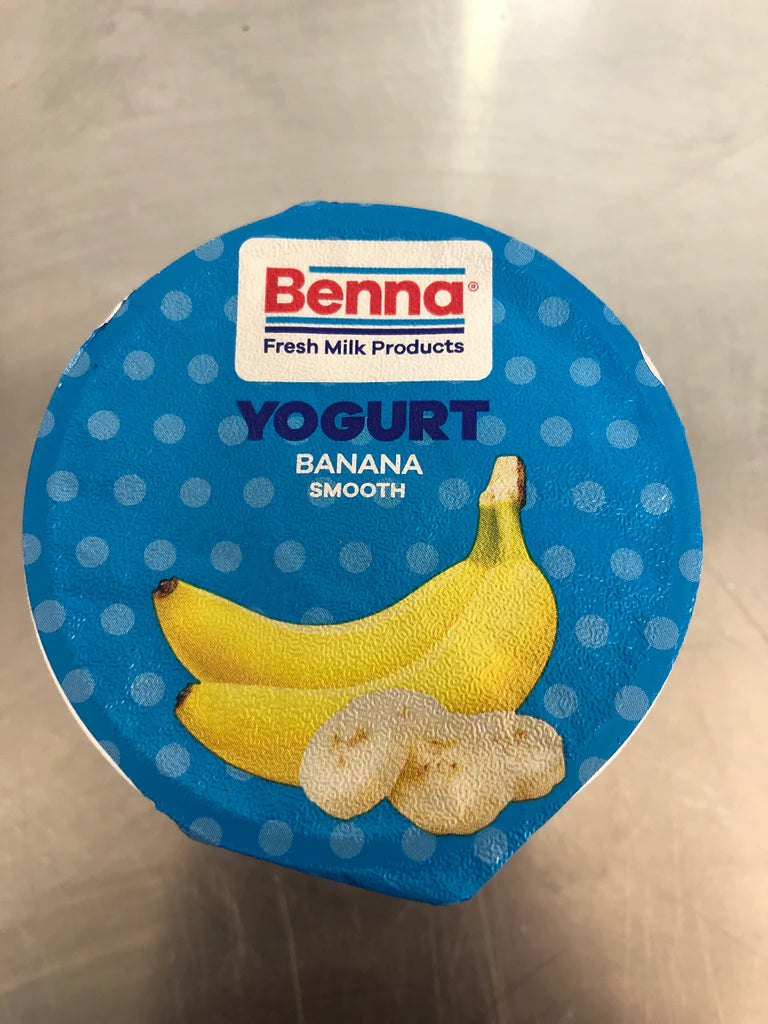 Benna®
Fresh Milk Products
YOGURT
BANANA
SMOOTH